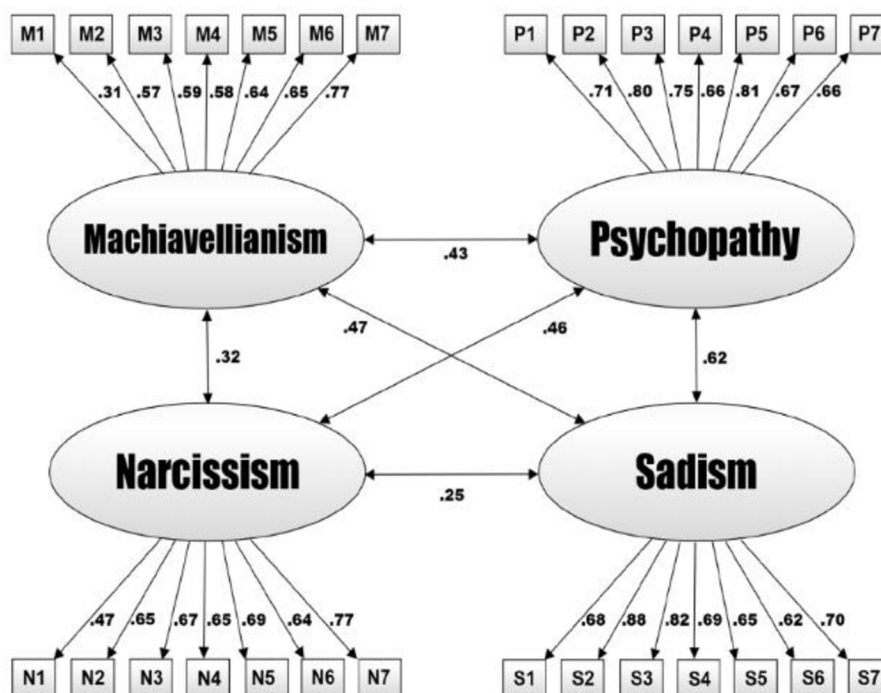 M1 M2 M3 M4 M5 M6 M7 P1 P2 P3 P4 P5 P6 P7
.31 .57 .59 .58 .64 .65 .77 .71 .80 .75 .66 .81 .67 .66
Machiavellianism Psychopathy
.43
.47 .46
.32 .62
Narcissism Sadism
.25
.47 .65 .67 .65 .69 .64 .77 .68 .88 .82 .69 .65 .62 .70
N1 N2 N3 N4 N5 N6 N7 S1 S2 S3 S4 S5 S6 S7